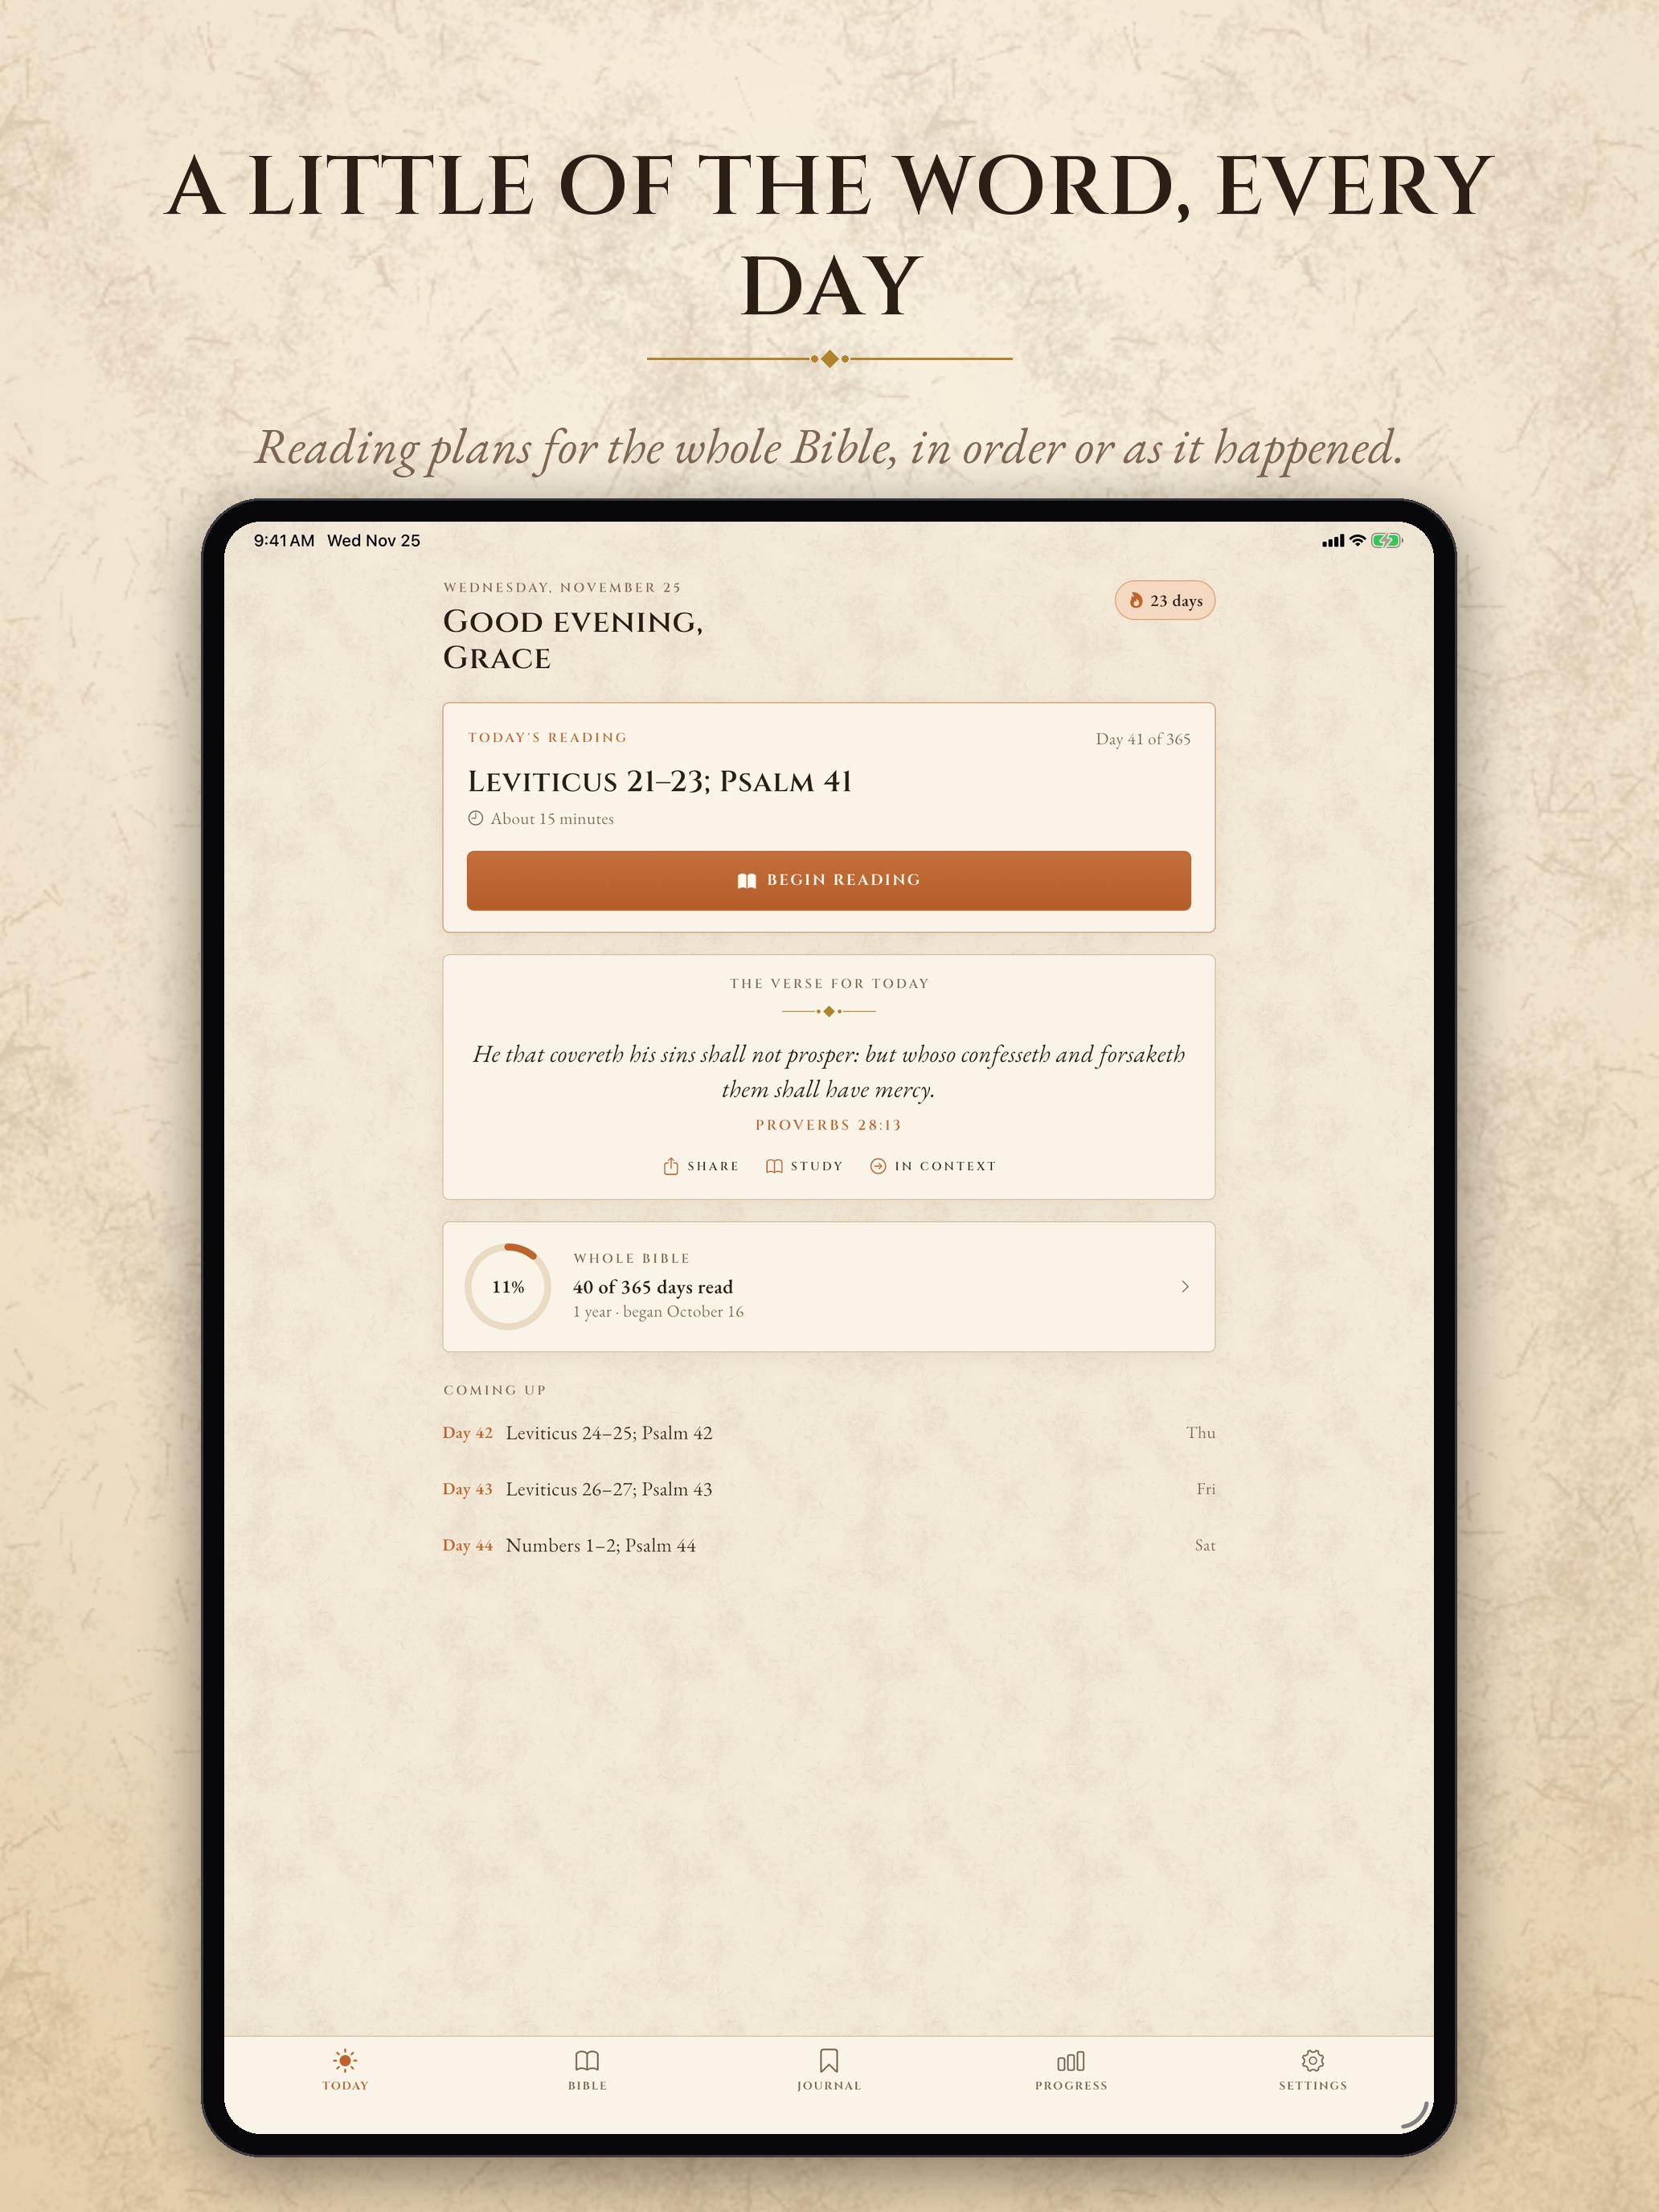 A LITTLE OF THE WORD, EVERY
DAY
Reading plans for the whole Bible, in order or as it happened.
9:41 AM Wed Nov 25
WEDNESDAY, NOVEMBER 25
GOOD EVENING,
GRACE
23 days
TODAY'S READING
Day 41 of 365
LEVITICUS 21–23; PSALM 41
About 15 minutes
BEGIN READING
THE VERSE FOR TODAY
He that covereth his sins shall not prosper: but whoso confesseth and forsaketh
them shall have mercy.
PROVERBS 28:13
SHARE STUDY IN CONTEXT
11%
WHOLE BIBLE
40 of 365 days read
1 year · began October 16
COMING UP
Day 42 Leviticus 24–25; Psalm 42 Thu
Day 43 Leviticus 26–27; Psalm 43 Fri
Day 44 Numbers 1–2; Psalm 44 Sat
TODAY BIBLE JOURNAL PROGRESS SETTINGS